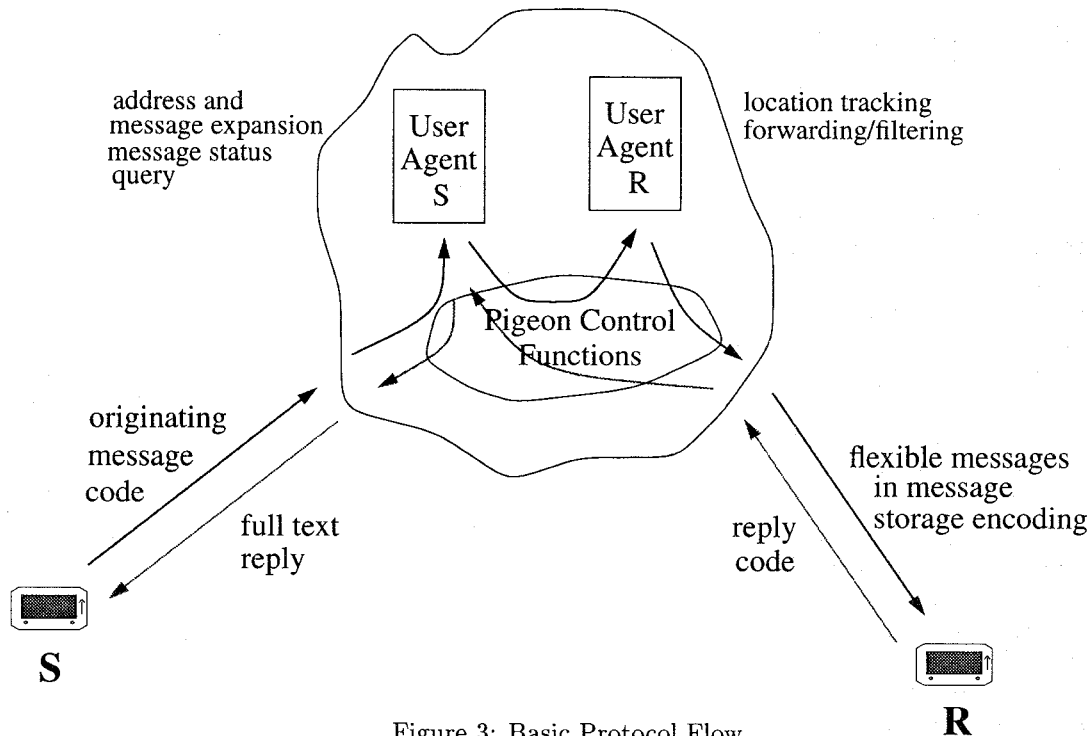 address and
message expansion
message status
query
User
Agent
S
User
Agent
R
location tracking
forwarding/filtering
Pigeon Control
Functions
originating
message
code
full text
reply
flexible messages
in message
storage encoding
reply
code
S
R
Figure 3: Basic Protocol Flow